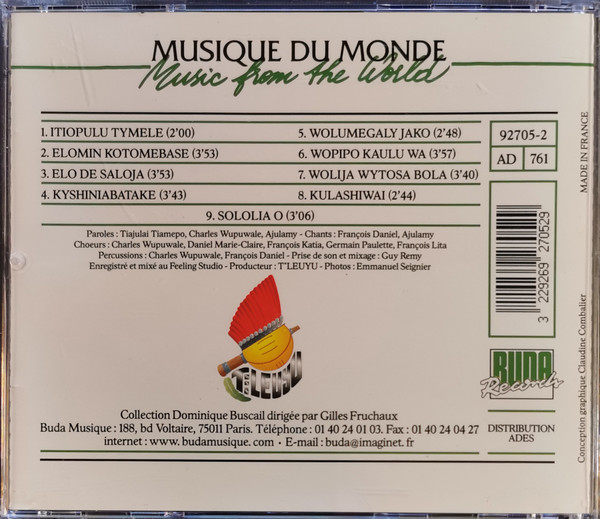 MUSIQUE DU MONDE
Music from the World
1. ITIOPULU TYMELE (2'00)
2. ELOMIN KOTOMEBASE (3'53)
3. ELO DE SALOJA (3'53)
4. KYSHINIABATAKE (3'43)
5. WOLUMEGALY JAKO (2'48)
6. WOPIPO KAULU WA (3'57)
7. WOLIJA WYTOSA BOLA (3'40)
8. KULASHIWAI (2'44)
9. SOLOLIA O (3'06)
Paroles : Tiajulai Tiamepo, Charles Wupuwale, Ajulamy - Chants : François Daniel, Ajulamy
Choeurs : Charles Wupuwale, Daniel Marie-Claire, François Katia, Germain Paulette, François Lita
Percussions : Charles Wupuwale, François Daniel - Prise de son et mixage : Guy Remy
Enregistré et mixé au Feeling Studio - Producteur : T'LEUYU - Photos : Emmanuel Seignier
T'LEUYU
Collection Dominique Buscail dirigée par Gilles Fruchaux
Buda Musique : 188, bd Voltaire, 75011 Paris. Téléphone : 01 40 24 01 03. Fax : 01 40 24 04 27
internet : www. budamusique. com - E-mail : buda@imaginet.fr
92705-2
AD 761
MADE IN FRANCE
3 229269 270529
BUDA
Records
DISTRIBUTION
ADES
Conception graphique Claudine Combalier